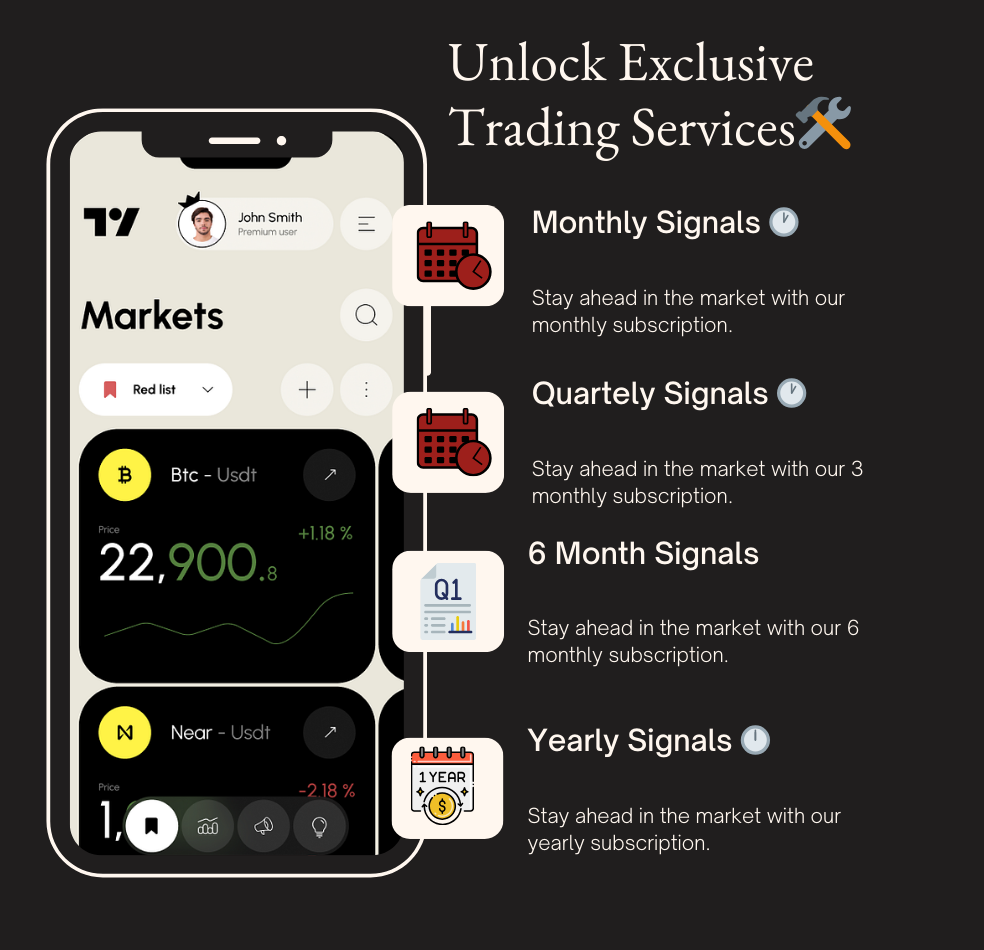 Unlock Exclusive
Trading Services
John Smith
Premium user
Markets
Red list
Btc - Usdt
Price
+1.18 %
22,900.8
Near - Usdt
Price
-2.18 %
1,
Monthly Signals
Stay ahead in the market with our
monthly subscription.
Quartely Signals
Stay ahead in the market with our 3
monthly subscription.
Q1
6 Month Signals
Stay ahead in the market with our 6
monthly subscription.
1 YEAR
$
Yearly Signals
Stay ahead in the market with our
yearly subscription.